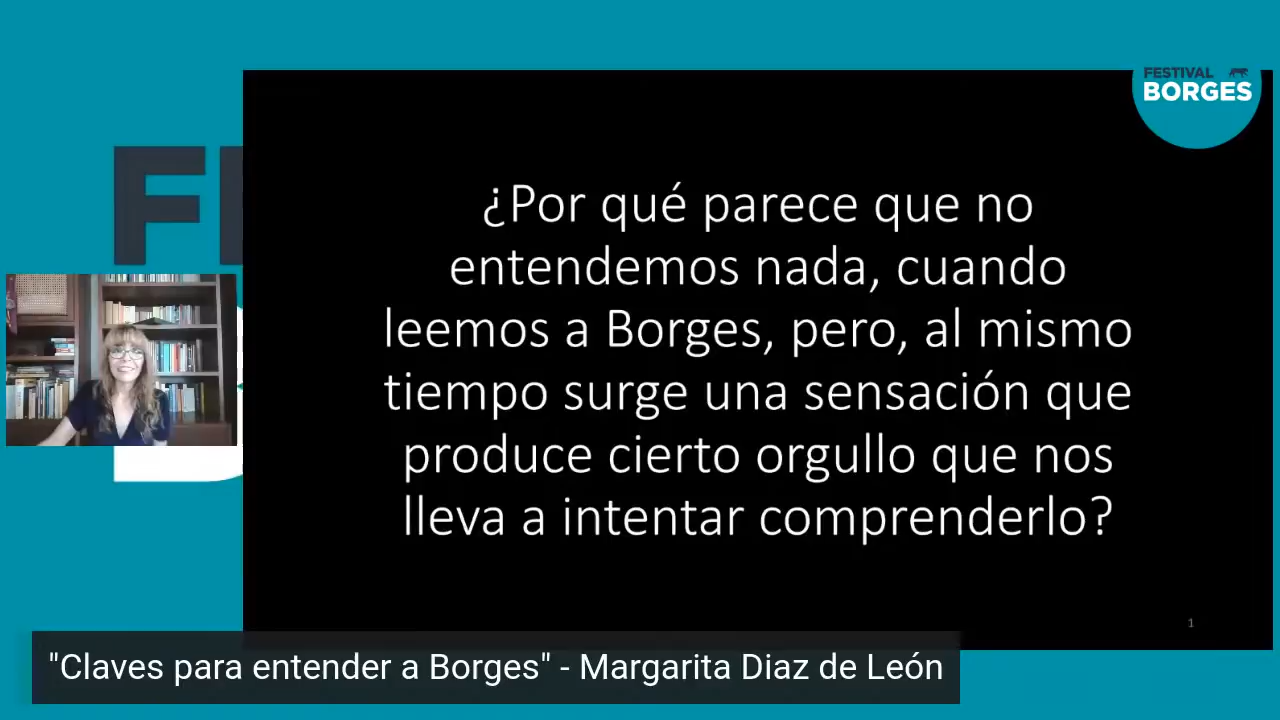 FESTIVAL
BORGES
¿Por qué parece que no
entendemos nada, cuando
leemos a Borges, pero, al mismo
tiempo surge una sensación que
produce cierto orgullo que nos
lleva a intentar comprenderlo?
1
"Claves para entender a Borges" - Margarita Diaz de León